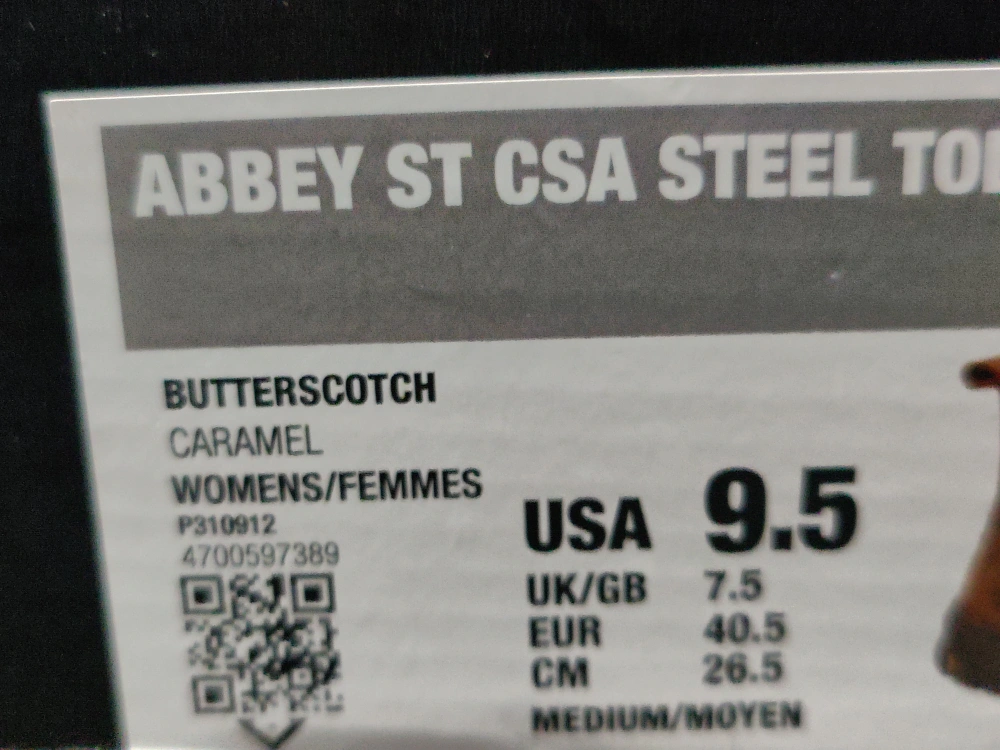 ABBEY ST CSA STEEL TOE
BUTTERSCOTCH
CARAMEL
WOMENS/FEMMES
P310912
4700597389
USA 9.5
UK/GB 7.5
EUR 40.5
CM 26.5
MEDIUM/MOYEN